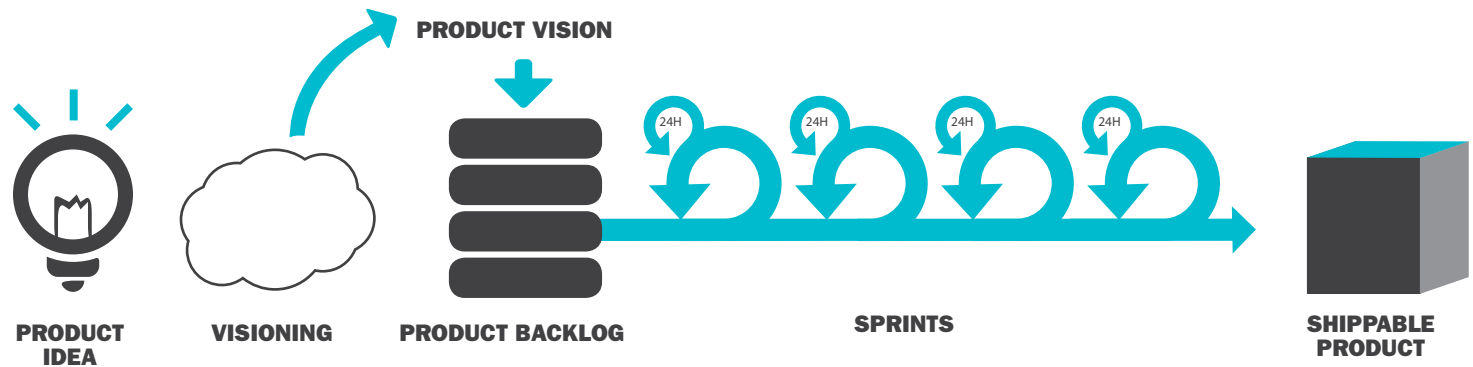 PRODUCT VISION
24H
24H
24H
24H
PRODUCT
IDEA
VISIONING
PRODUCT BACKLOG
SPRINTS
SHIPPABLE
PRODUCT